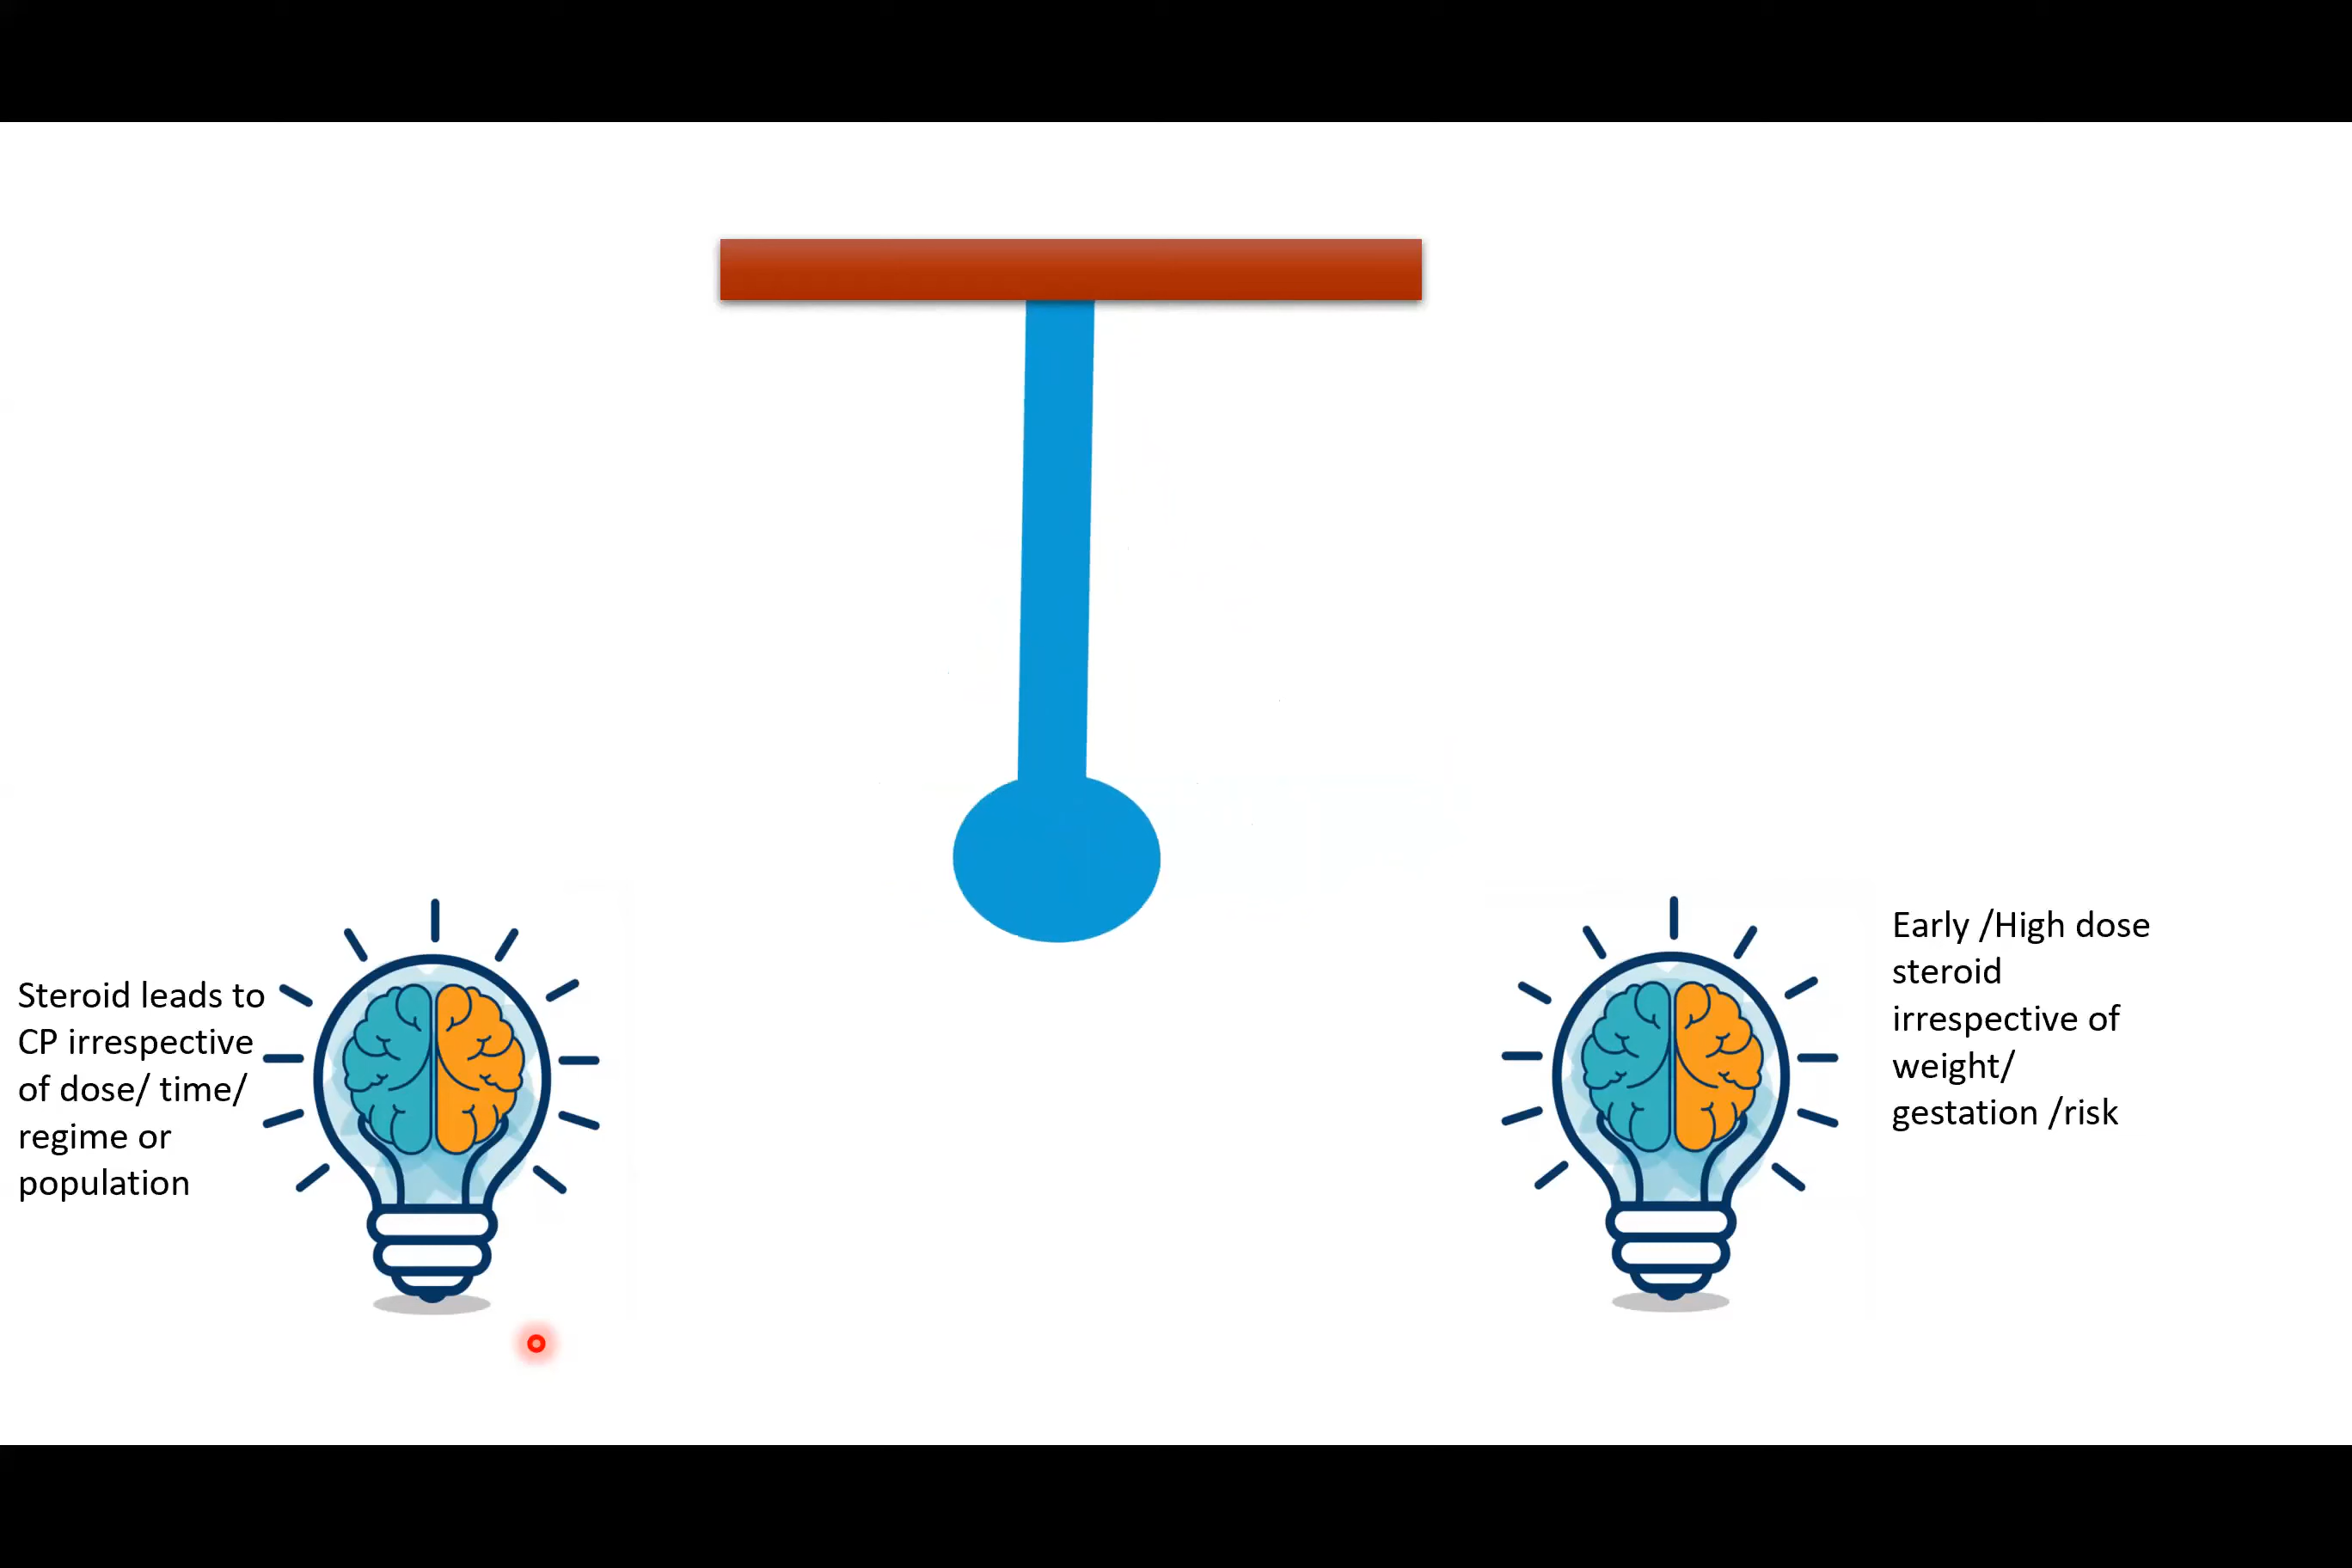 Steroid leads to
CP irrespective
of dose/ time/
regime or
population
Early /High dose
steroid
irrespective of
weight/
gestation /risk